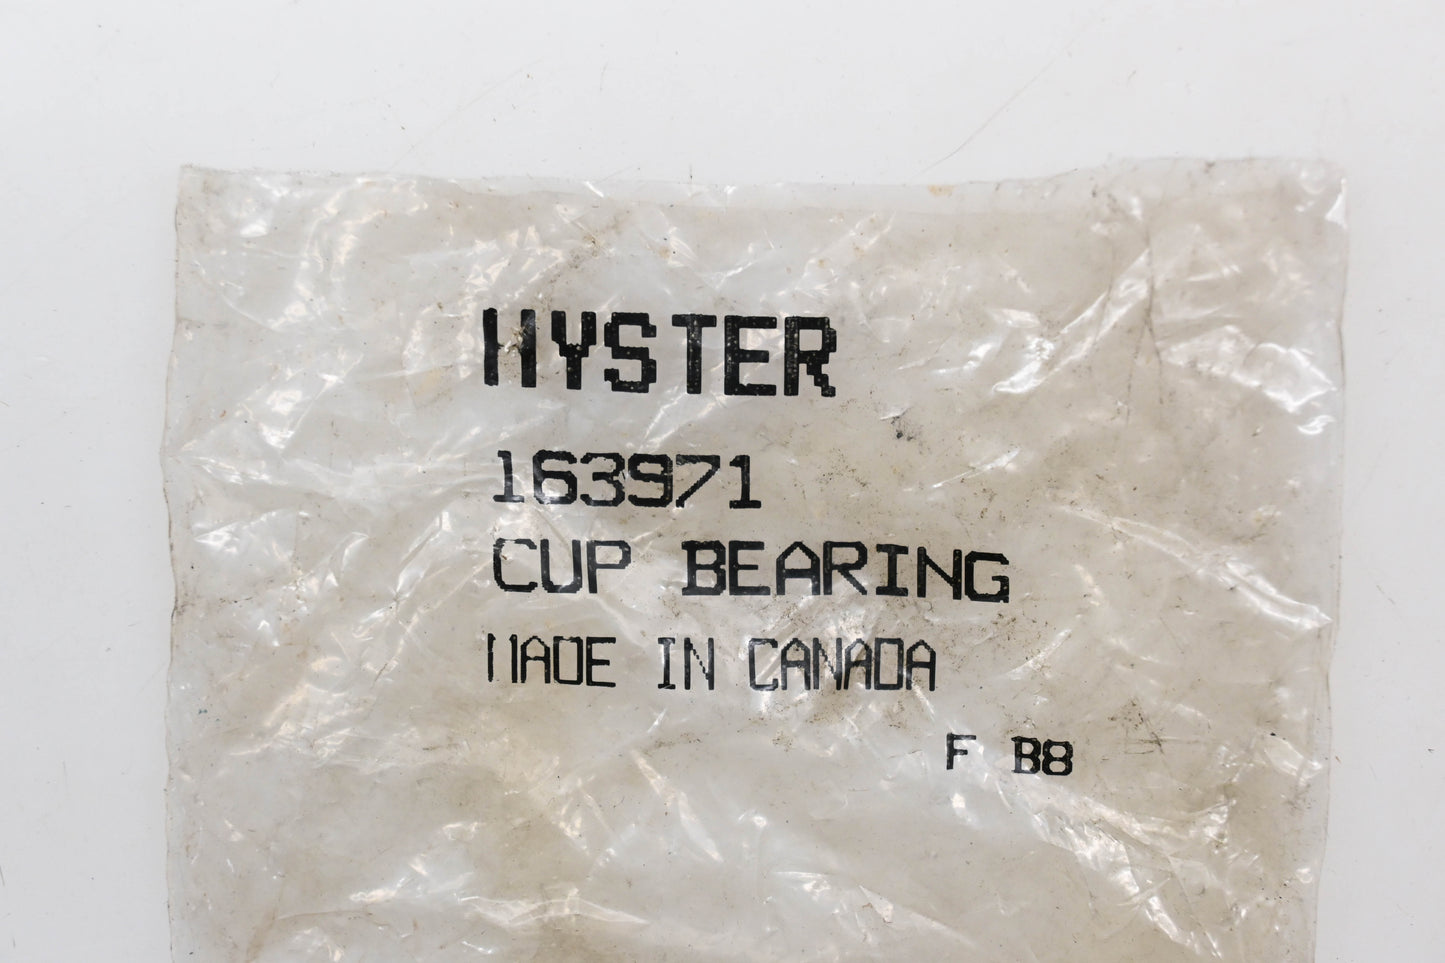 HYSTER
163971
CUP BEARING
MADE IN CANADA
F B8